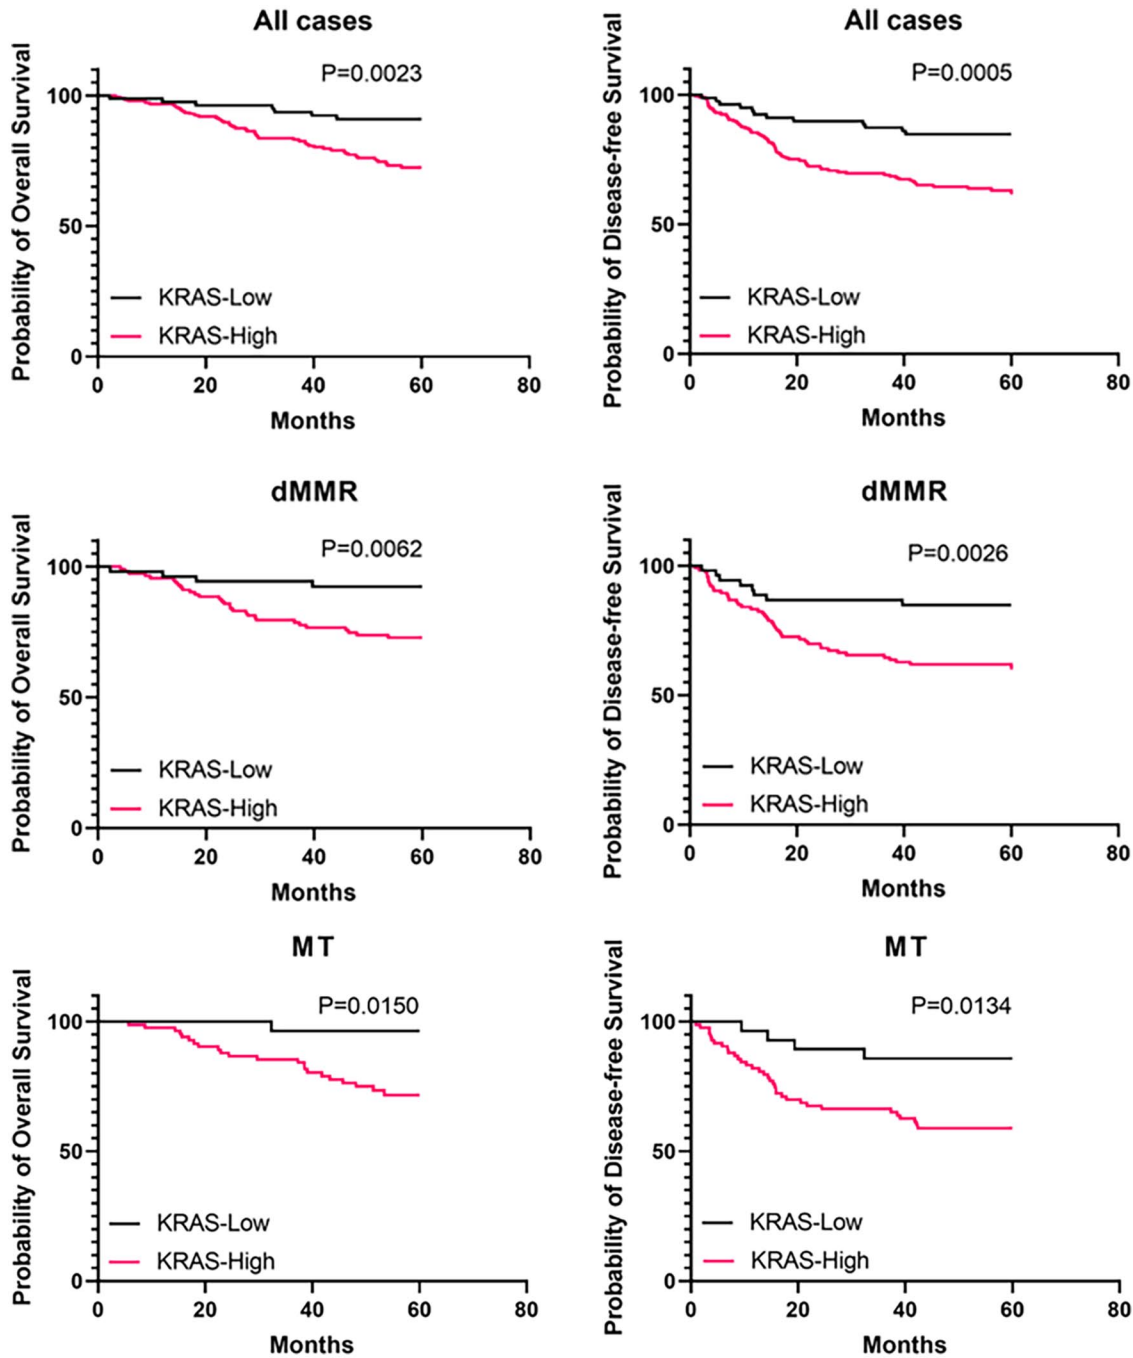 All cases
P=0.0023
Probability of Overall Survival
100
50
0
KRAS-Low
KRAS-High
0 20 40 60 80
Months
All cases
P=0.0005
Probability of Disease-free Survival
100
50
0
KRAS-Low
KRAS-High
0 20 40 60 80
Months
dMMR
P=0.0062
Probability of Overall Survival
100
50
0
KRAS-Low
KRAS-High
0 20 40 60 80
Months
dMMR
P=0.0026
Probability of Disease-free Survival
100
50
0
KRAS-Low
KRAS-High
0 20 40 60 80
Months
MT
P=0.0150
Probability of Overall Survival
100
50
0
KRAS-Low
KRAS-High
0 20 40 60 80
Months
MT
P=0.0134
Probability of Disease-free Survival
100
50
0
KRAS-Low
KRAS-High
0 20 40 60 80
Months